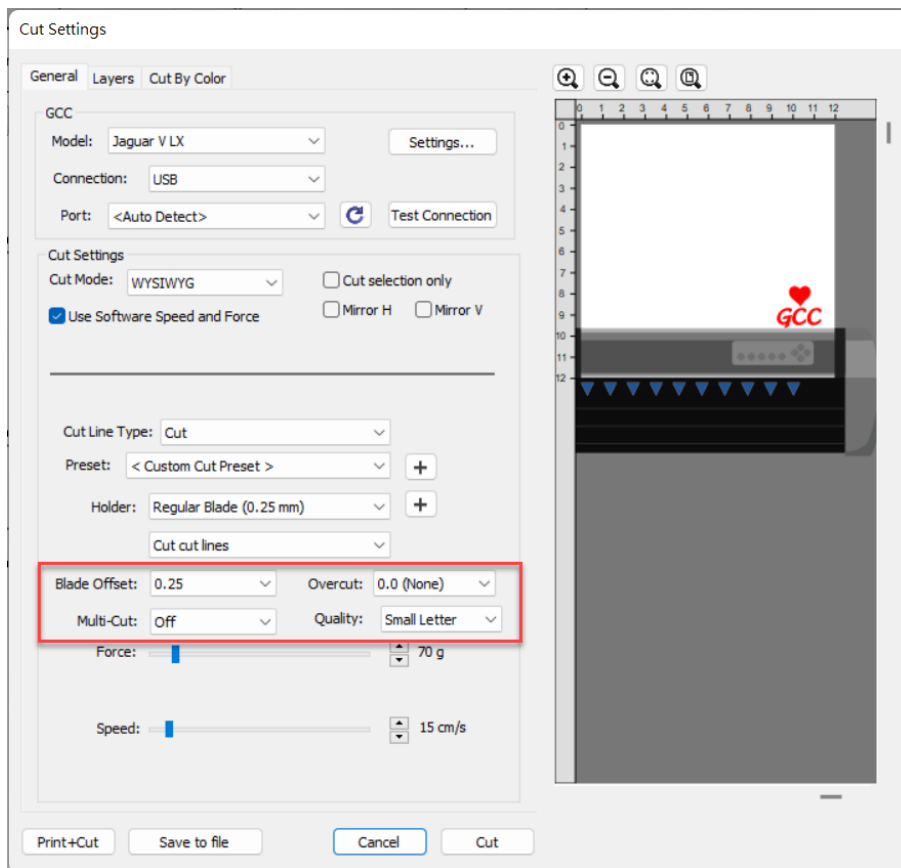 Cut Settings
General Layers Cut By Color
GCC
Model: Jaguar V LX Settings...
Connection: USB
Port: <Auto Detect> Test Connection
Cut Settings
Cut Mode: WYSIWYG Cut selection only
Use Software Speed and Force Mirror H Mirror V
Cut Line Type: Cut
Preset: < Custom Cut Preset > +
Holder: Regular Blade (0.25 mm) +
Cut cut lines
Blade Offset: 0.25 Overcut: 0.0 (None)
Multi-Cut: Off Quality: Small Letter
Force: 70 g
Speed: 15 cm/s
Print+Cut Save to file Cancel Cut
0 1 2 3 4 5 6 7 8 9 10 11 12
0
1
2
3
4
5
6
7
8
9
10
11
12
GCC